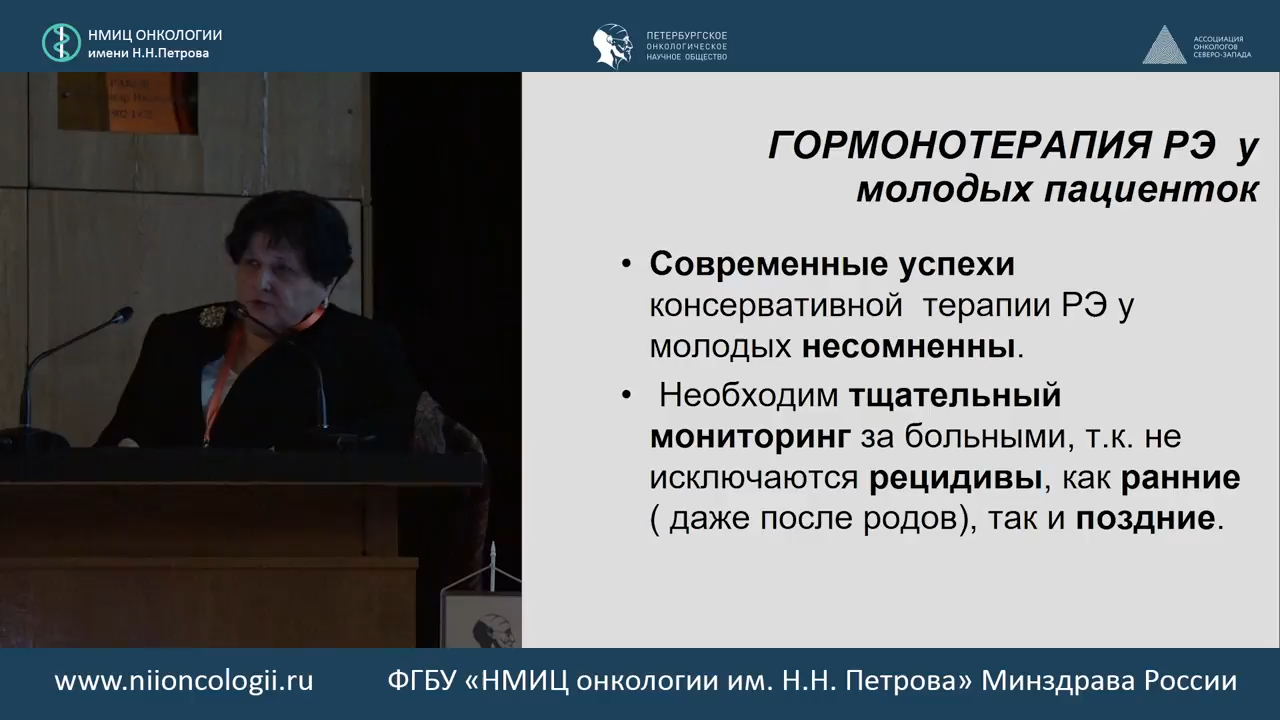 НМИЦ ОНКОЛОГИИ
имени Н.Н.Петрова
ПЕТЕРБУРГСКОЕ
ОНКОЛОГИЧЕСКОЕ
НАУЧНОЕ ОБЩЕСТВО
АССОЦИАЦИЯ
ОНКОЛОГОВ
СЕВЕРО-ЗАПАДА
ГОРМОНОТЕРАПИЯ РЭ у
молодых пациенток
• Современные успехи
консервативной терапии РЭ у
молодых несомненны.
• Необходим тщательный
мониторинг за больными, т.к. не
исключаются рецидивы, как ранние
( даже после родов), так и поздние.
www.niioncologii.ru
ФГБУ «НМИЦ онкологии им. Н.Н. Петрова» Минздрава России